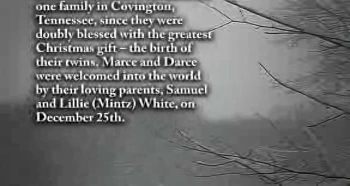 one family in Covington,
Tennessee, since they were
doubly blessed with the greatest
Christmas gift – the birth of
their twins. Marce and Darce
were welcomed into the world
by their loving parents, Samuel
and Lillie (Mintz) White, on
December 25th.